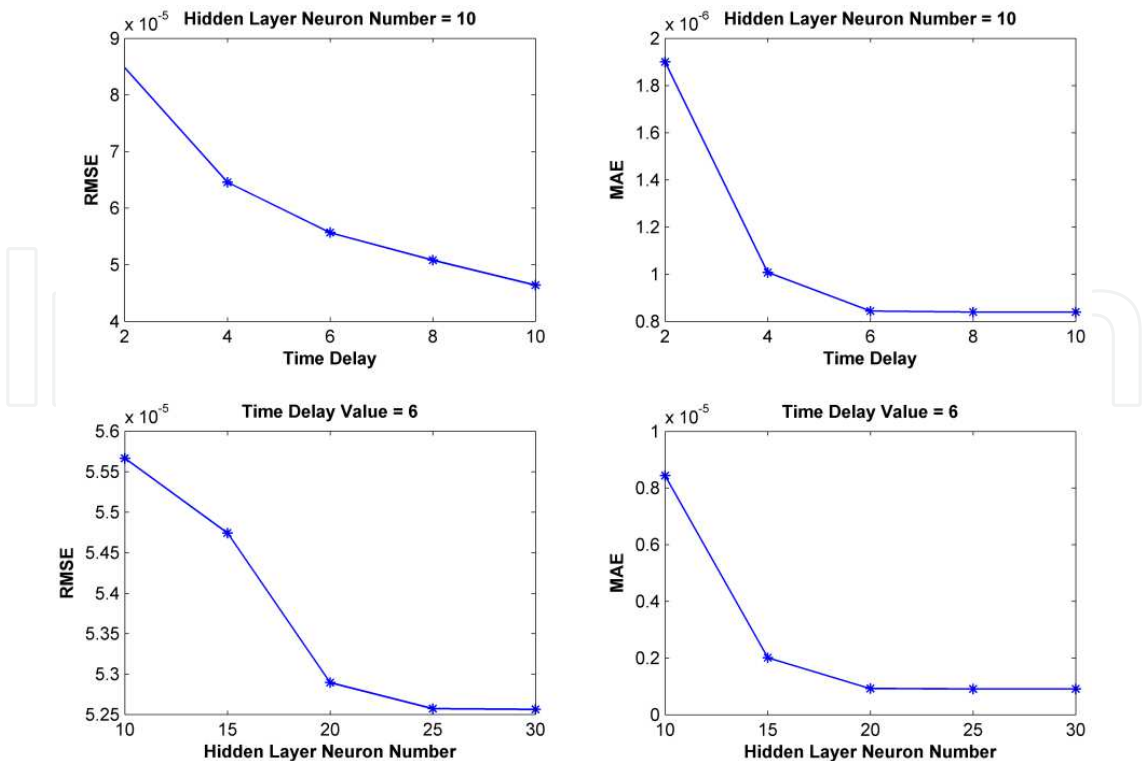 x 10^-5
Hidden Layer Neuron Number = 10
9
8
7
6
5
4
RMSE
2 4 6 8 10
Time Delay
x 10^-6
Hidden Layer Neuron Number = 10
2
1.8
1.6
1.4
1.2
1
0.8
MAE
2 4 6 8 10
Time Delay
x 10^-5
Time Delay Value = 6
5.6
5.55
5.5
5.45
5.4
5.35
5.3
5.25
RMSE
10 15 20 25 30
Hidden Layer Neuron Number
x 10^-5
Time Delay Value = 6
1
0.8
0.6
0.4
0.2
0
MAE
10 15 20 25 30
Hidden Layer Neuron Number